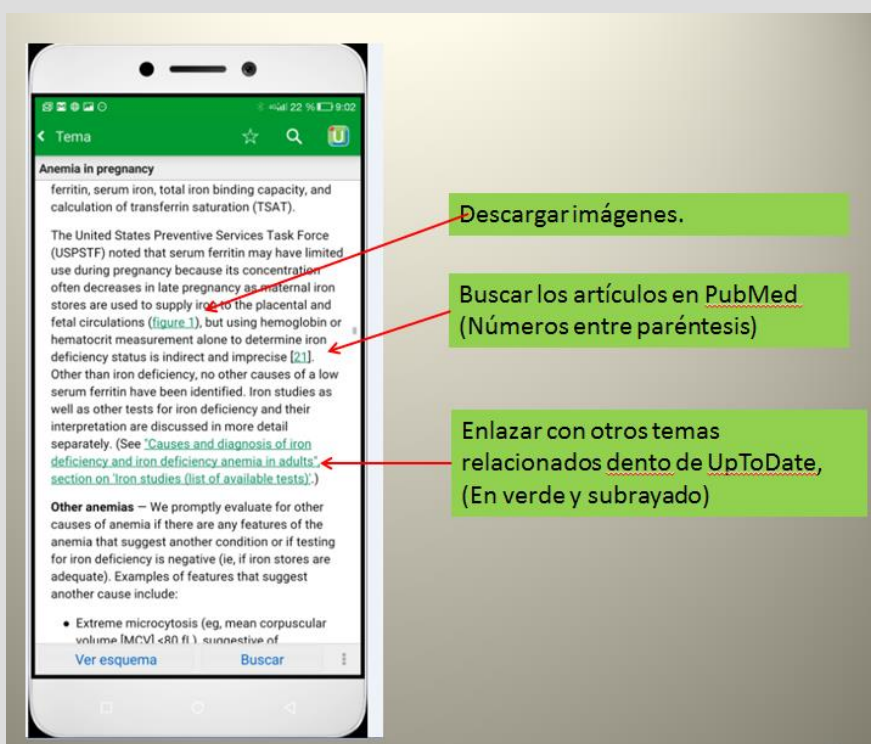 22 % 9:02
Tema
Anemia in pregnancy
ferritin, serum iron, total iron binding capacity, and
calculation of transferrin saturation (TSAT).
The United States Preventive Services Task Force
(USPSTF) noted that serum ferritin may have limited
use during pregnancy because its concentration
often decreases in late pregnancy as maternal iron
stores are used to supply iron to the placental and
fetal circulations (figure 1), but using hemoglobin or
hematocrit measurement alone to determine iron
deficiency status is indirect and imprecise [21].
Other than iron deficiency, no other causes of a low
serum ferritin have been identified. Iron studies as
well as other tests for iron deficiency and their
interpretation are discussed in more detail
separately. (See "Causes and diagnosis of iron
deficiency and iron deficiency anemia in adults",
section on 'Iron studies (list of available tests)'.)
Other anemias — We promptly evaluate for other
causes of anemia if there are any features of the
anemia that suggest another condition or if testing
for iron deficiency is negative (ie, if iron stores are
adequate). Examples of features that suggest
another cause include:
• Extreme microcytosis (eg, mean corpuscular
volume [MCV] <80 fL), suggestive of
Ver esquema Buscar
Descargar imágenes.
Buscar los artículos en PubMed
(Números entre paréntesis)
Enlazar con otros temas
relacionados dento de UpToDate,
(En verde y subrayado)